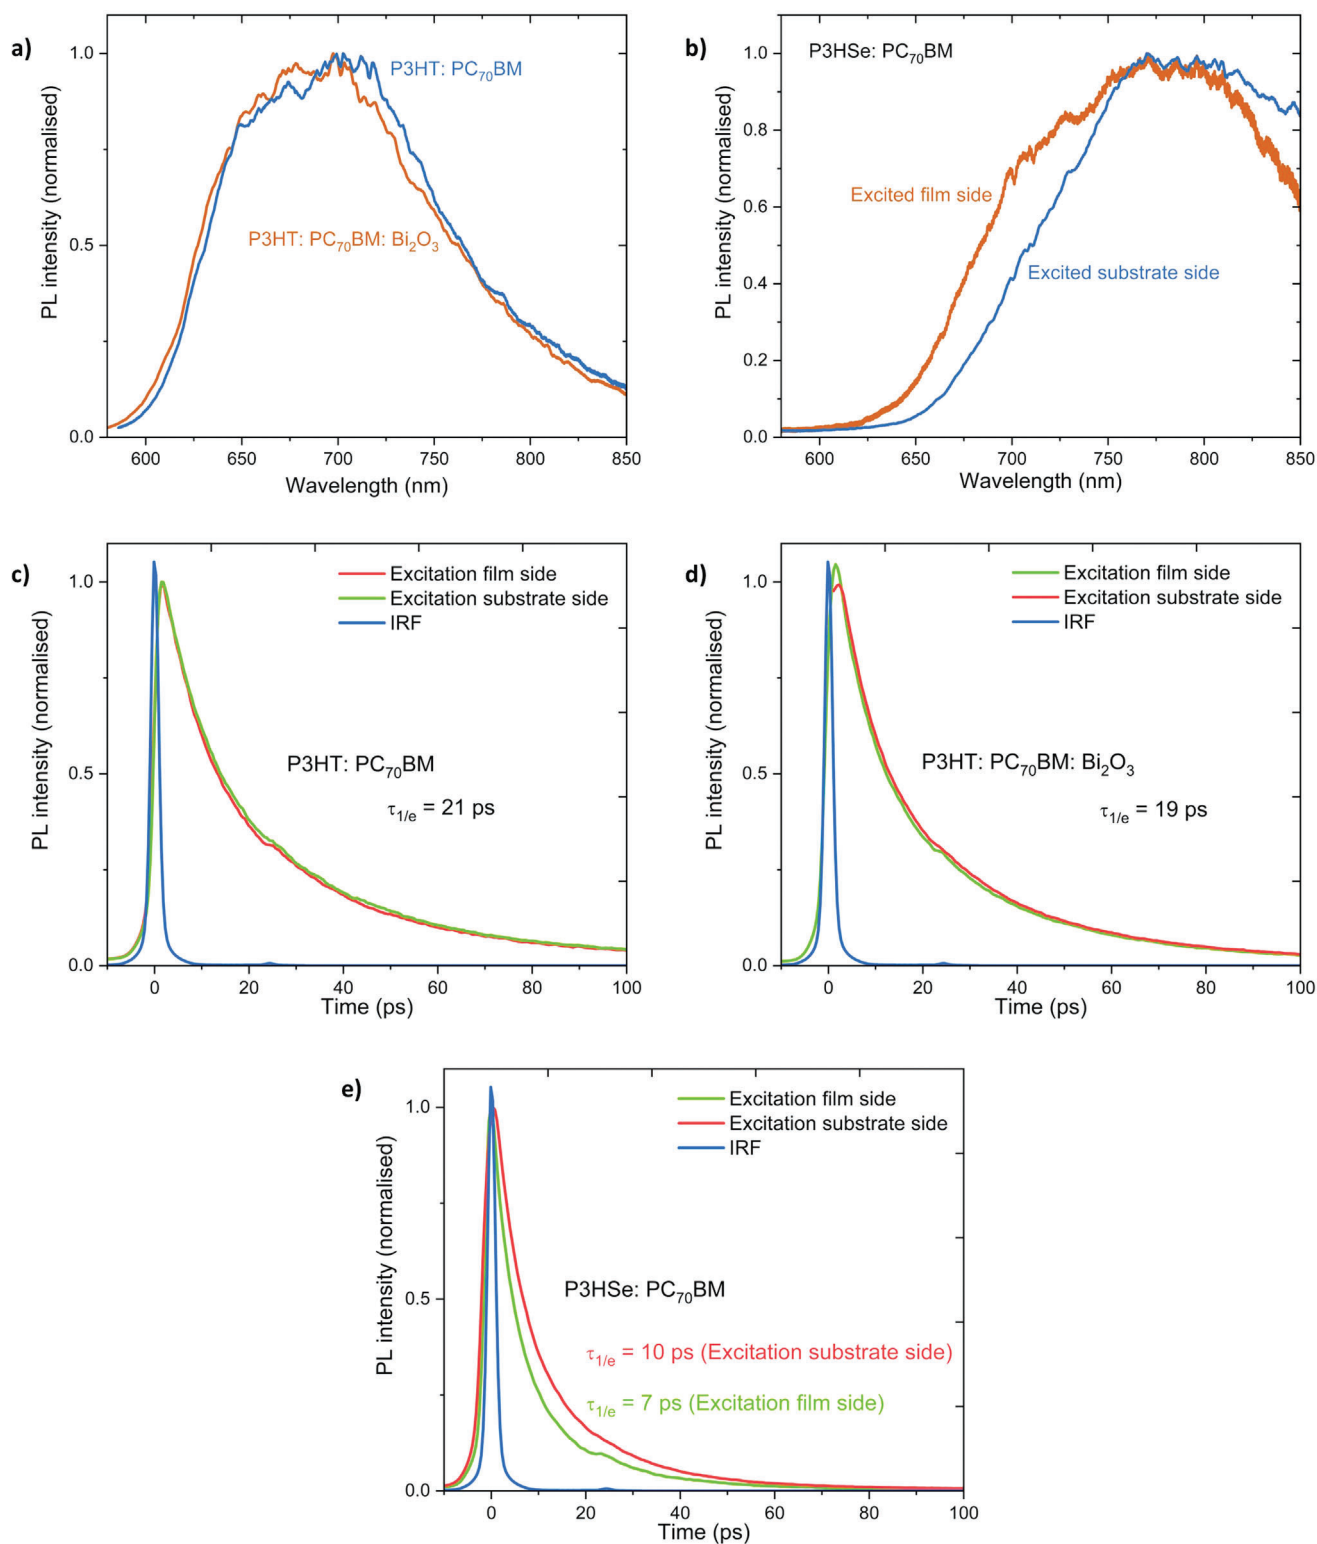 a)
PL intensity (normalised)
1.0
0.5
0.0
P3HT: PC₇₀BM
P3HT: PC₇₀BM: Bi₂O₃
600 650 700 750 800 850
Wavelength (nm)
b)
PL intensity (normalised)
1.0
0.8
0.6
0.4
0.2
0.0
P3HSe: PC₇₀BM
Excited film side
Excited substrate side
600 650 700 750 800 850
Wavelength (nm)
c)
PL intensity (normalised)
1.0
0.5
0.0
Excitation film side
Excitation substrate side
IRF
P3HT: PC₇₀BM
τ1/e = 21 ps
0 20 40 60 80 100
Time (ps)
d)
PL intensity (normalised)
1.0
0.5
0.0
Excitation film side
Excitation substrate side
IRF
P3HT: PC₇₀BM: Bi₂O₃
τ1/e = 19 ps
0 20 40 60 80 100
Time (ps)
e)
PL intensity (normalised)
1.0
0.5
0.0
Excitation film side
Excitation substrate side
IRF
P3HSe: PC₇₀BM
τ1/e = 10 ps (Excitation substrate side)
τ1/e = 7 ps (Excitation film side)
0 20 40 60 80 100
Time (ps)